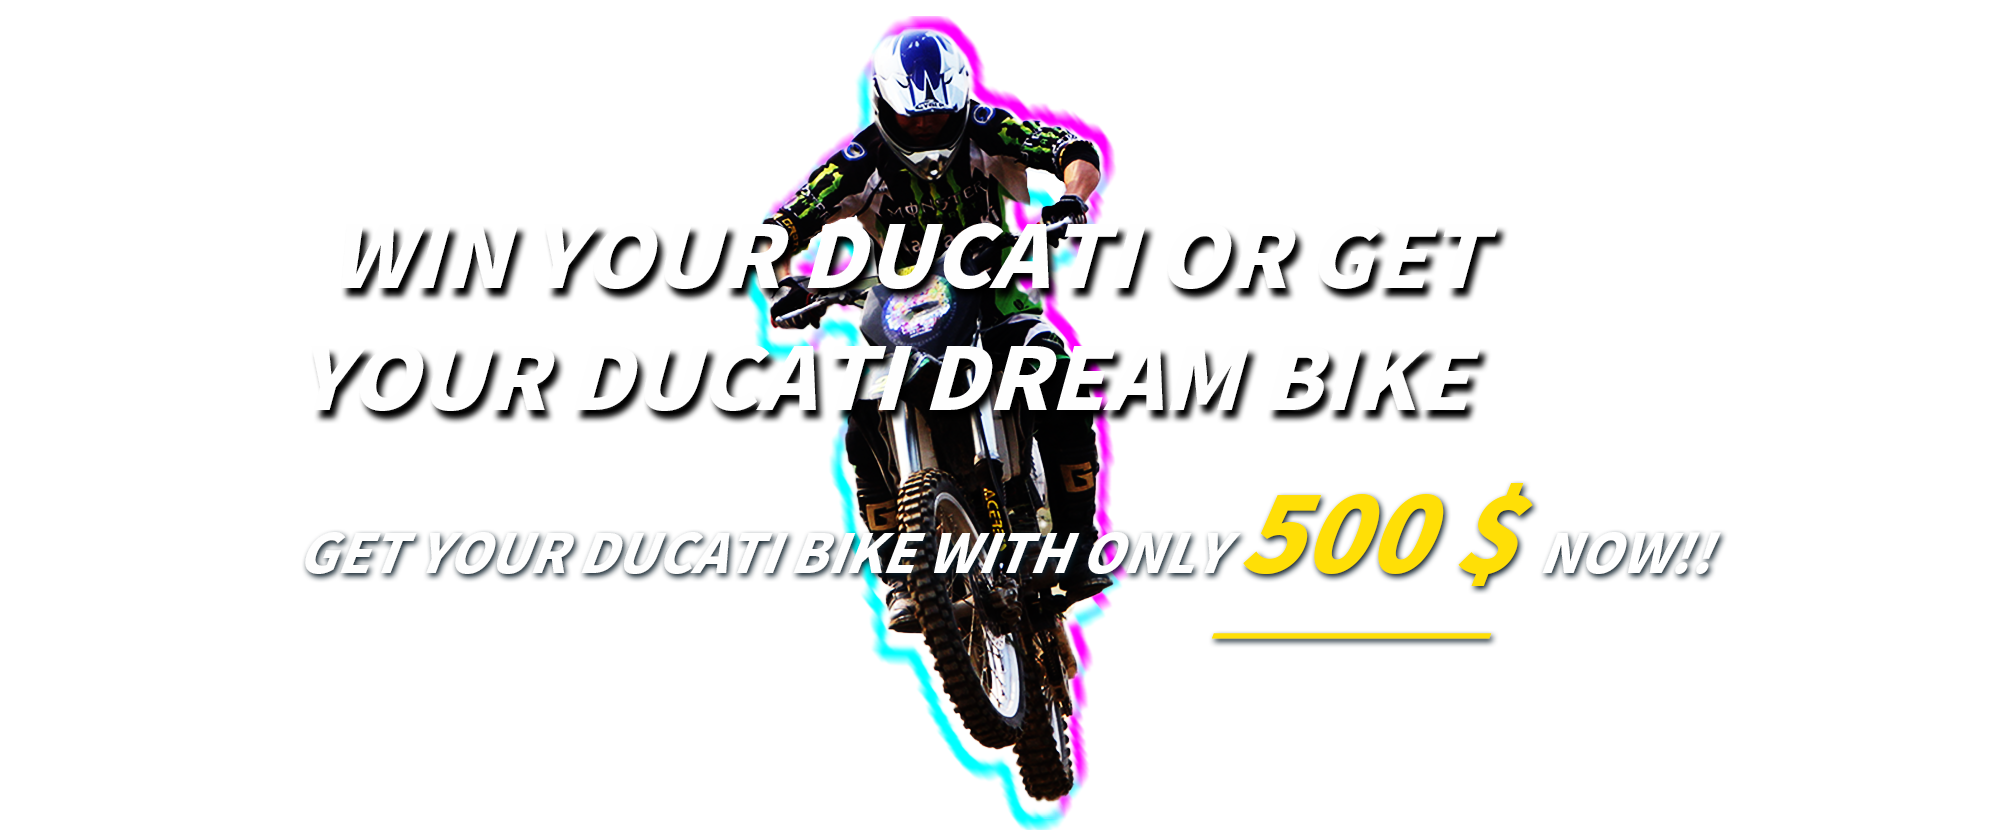 WIN YOUR DUCATI OR GET
YOUR DUCATI DREAM BIKE
GET YOUR DUCATI BIKE WITH ONLY 500 $ NOW!!